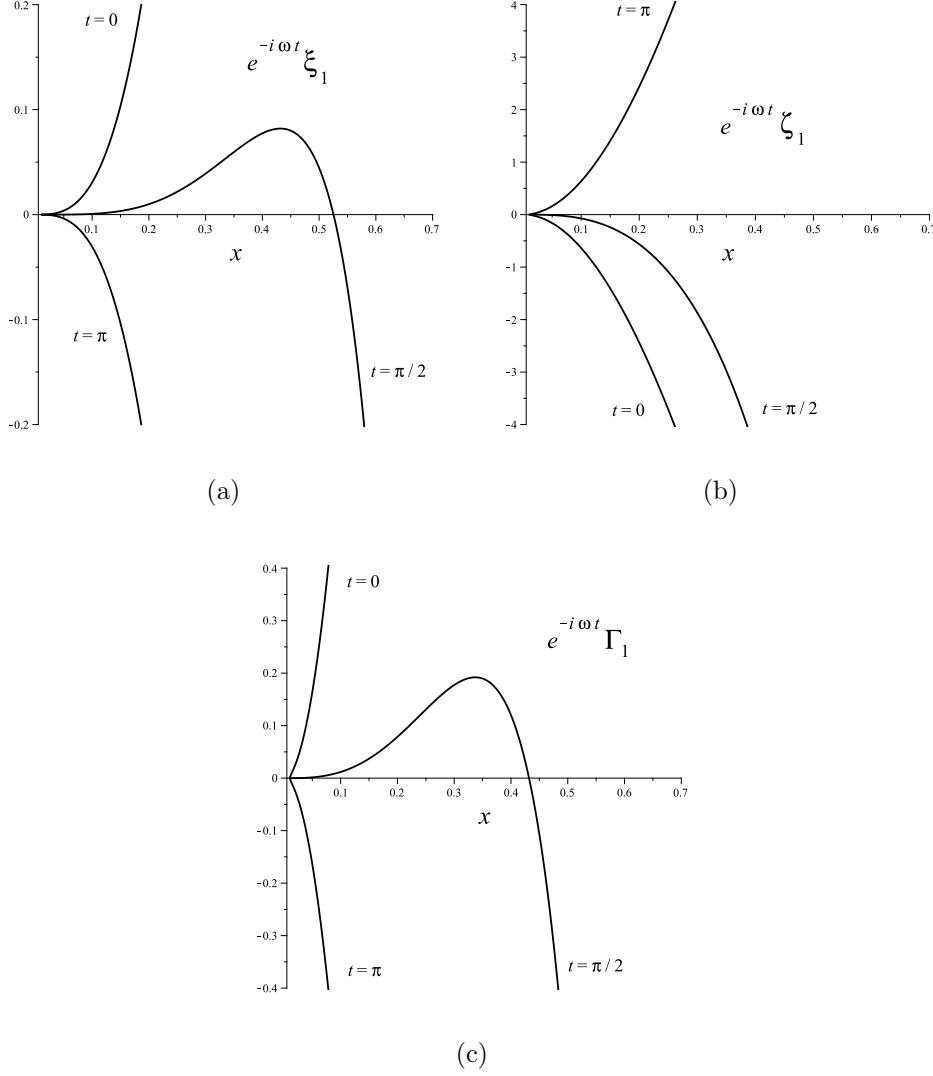 0.2
t = 0
e^{-i ω t} ξ_1
0.1
0
0.1 0.2 0.3 0.4 0.5 0.6 0.7
x
-0.1
t = π
t = π / 2
-0.2
(a)
4
t = π
3
2
e^{-i ω t} ζ_1
1
0
0.1 0.2 0.3 0.4 0.5 0.6 0.7
x
-1
-2
-3
t = 0
t = π / 2
-4
(b)
0.4
t = 0
0.3
e^{-i ω t} Γ_1
0.2
0.1
0
0.1 0.2 0.3 0.4 0.5 0.6 0.7
x
-0.1
-0.2
-0.3
t = π
t = π / 2
-0.4
(c)